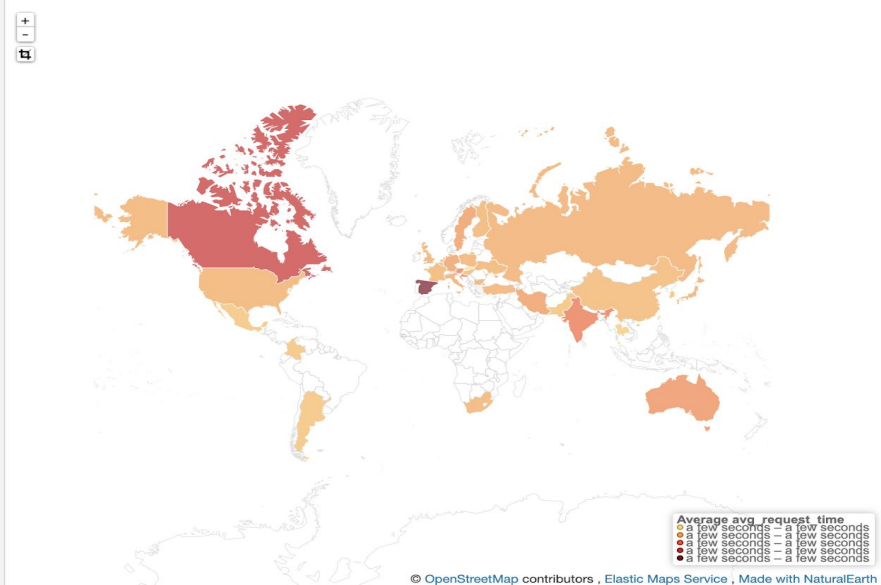 +
−
Average avg_request_time
a few seconds – a few seconds
a few seconds – a few seconds
a few seconds – a few seconds
a few seconds – a few seconds
a few seconds – a few seconds
© OpenStreetMap contributors , Elastic Maps Service , Made with NaturalEarth